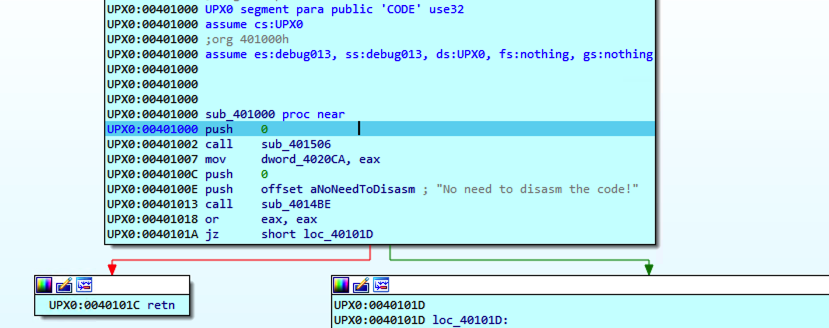 UPX0:00401000 UPX0 segment para public 'CODE' use32
UPX0:00401000 assume cs:UPX0
UPX0:00401000 ;org 401000h
UPX0:00401000 assume es:debug013, ss:debug013, ds:UPX0, fs:nothing, gs:nothing
UPX0:00401000
UPX0:00401000
UPX0:00401000
UPX0:00401000 sub_401000 proc near
UPX0:00401000 push 0
UPX0:00401002 call sub_401506
UPX0:00401007 mov dword_4020CA, eax
UPX0:0040100C push 0
UPX0:0040100E push offset aNoNeedToDisasm ; "No need to disasm the code!"
UPX0:00401013 call sub_4014BE
UPX0:00401018 or eax, eax
UPX0:0040101A jz short loc_40101D
UPX0:0040101C retn
UPX0:0040101D
UPX0:0040101D loc_40101D: